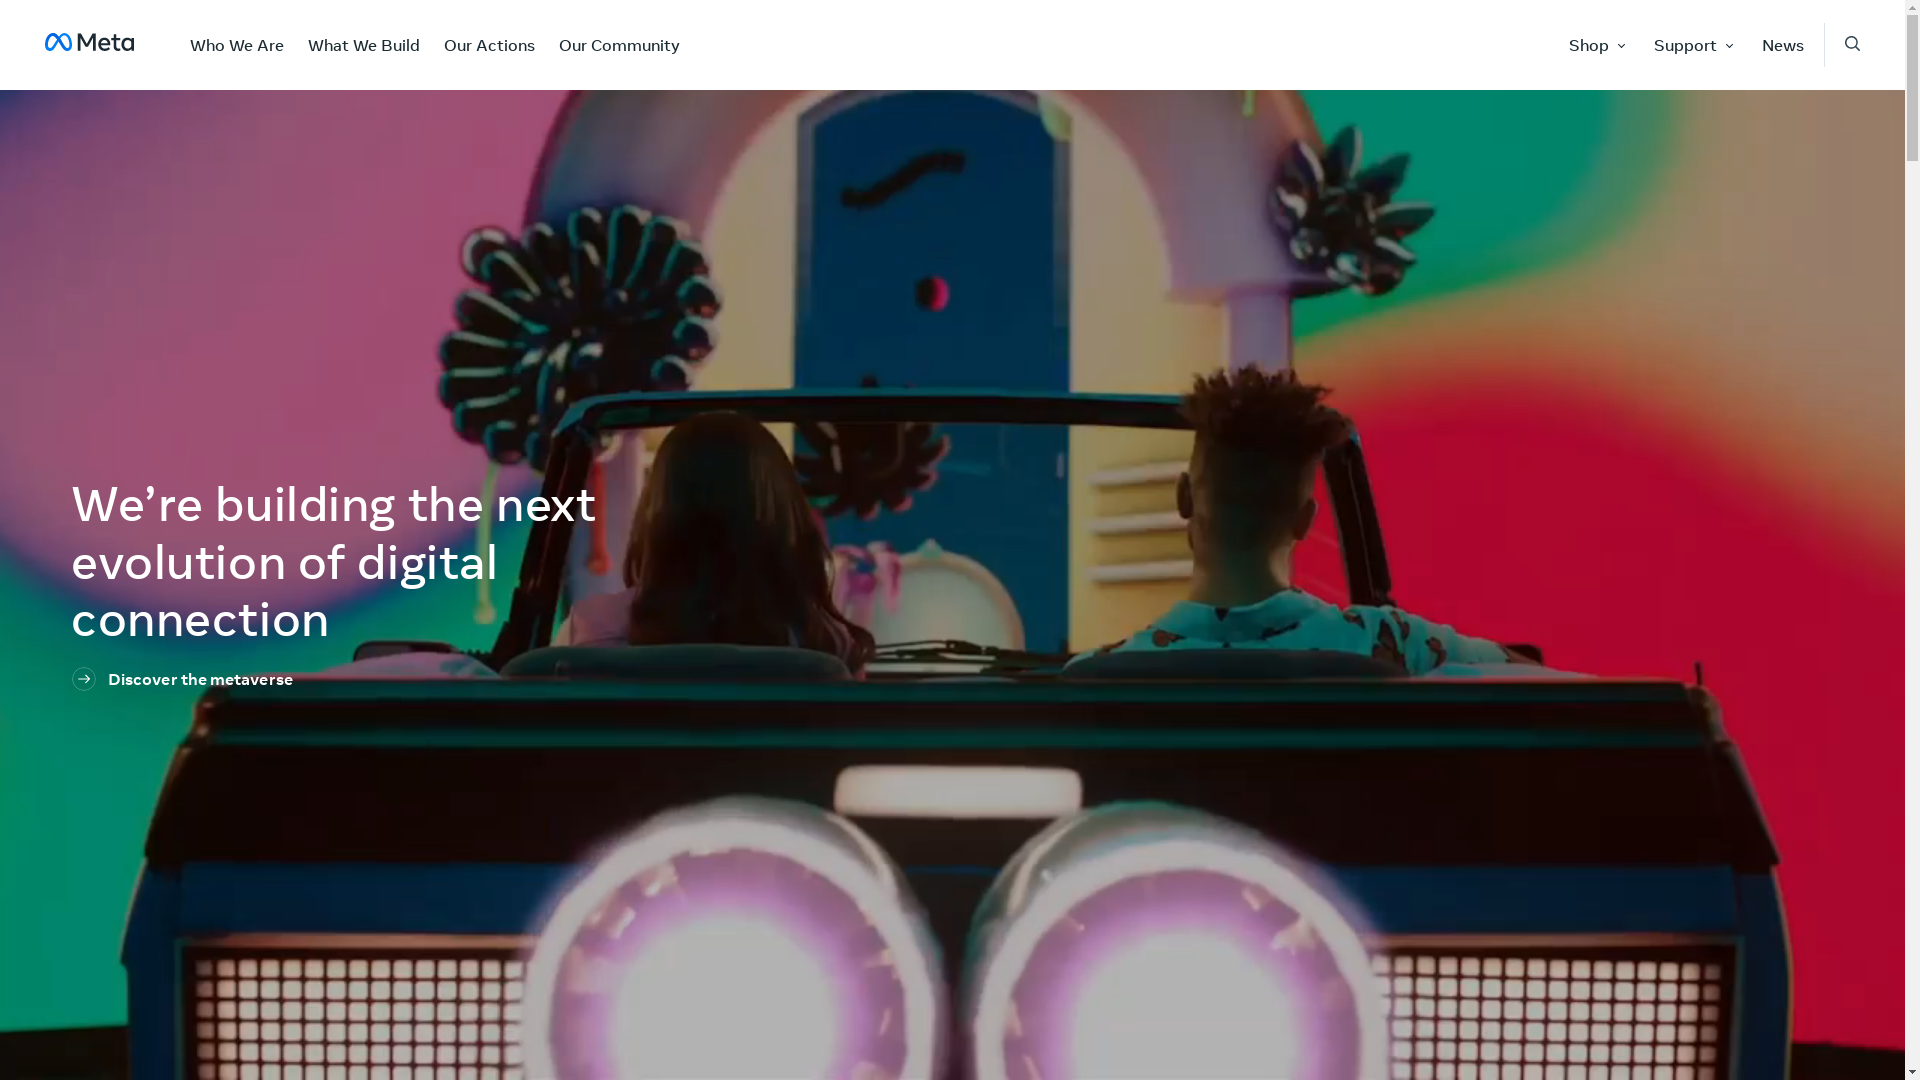 Meta
Who We Are
What We Build
Our Actions
Our Community
Shop
Support
News
We’re building the next
evolution of digital
connection
Discover the metaverse